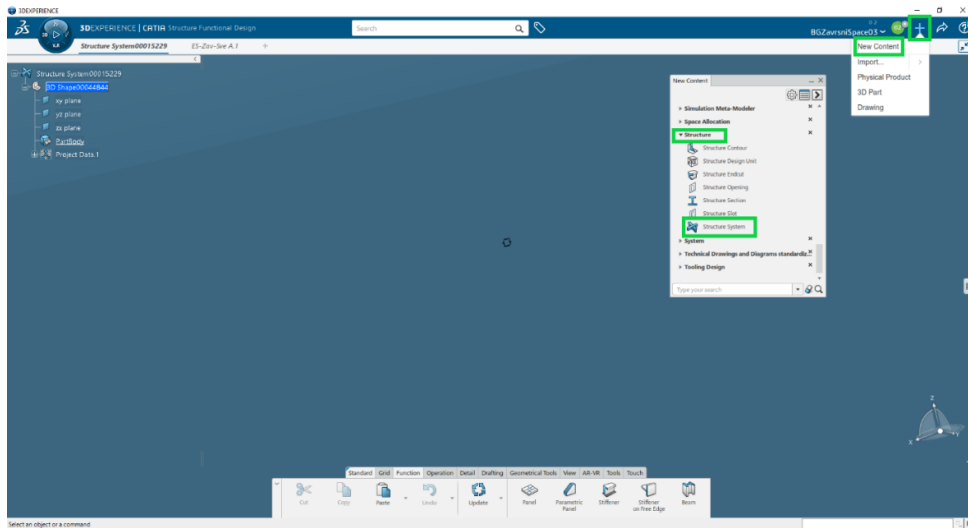 3DEXPERIENCE
3DEXPERIENCE | CATIA Structure Functional Design
Search
BGZavrsniSpace03
Structure System00015229
ES-Zav-Sre A.1
New Content
Import...
Physical Product
3D Part
Drawing
Structure System00015229
3D Shape00044844
xy plane
yz plane
zx plane
PartBody
Project Data.1
New Content
Simulation Meta-Modeler
Space Allocation
Structure
Structure Contour
Structure Design Unit
Structure Endcut
Structure Opening
Structure Section
Structure Slot
Structure System
System
Technical Drawings and Diagrams standardiz...
Tooling Design
Type your search
z
y
x
Standard Grid Function Operation Detail Drafting Geometrical Tools View AR-VR Tools Touch
Cut Copy Paste Undo Update Panel Parametric Panel Stiffener Stiffener on Free Edge Beam
Select an object or a command